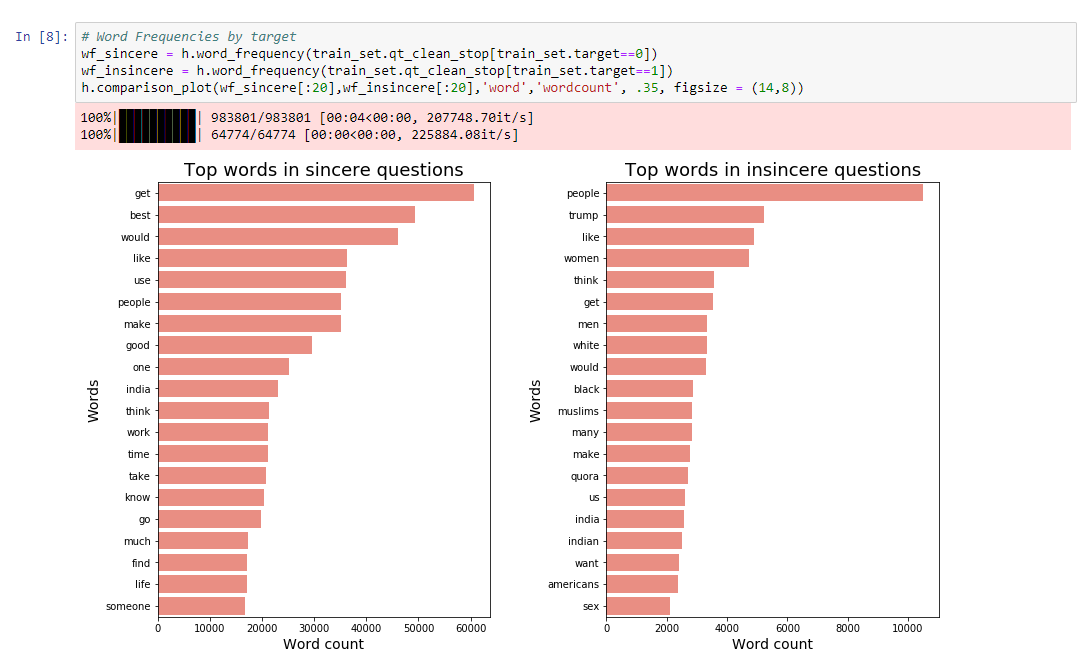 In [8]:
# Word Frequencies by target
wf_sincere = h.word_frequency(train_set.qt_clean_stop[train_set.target==0])
wf_insincere = h.word_frequency(train_set.qt_clean_stop[train_set.target==1])
h.comparison_plot(wf_sincere[:20],wf_insincere[:20],'word','wordcount', .35, figsize = (14,8))
100%|██████████| 983801/983801 [00:04<00:00, 207748.70it/s]
100%|██████████| 64774/64774 [00:00<00:00, 225884.08it/s]
Top words in sincere questions
Words
get
best
would
like
use
people
make
good
one
india
think
work
time
take
know
go
much
find
life
someone
0 10000 20000 30000 40000 50000 60000
Word count
Top words in insincere questions
Words
people
trump
like
women
think
get
men
white
would
black
muslims
many
make
quora
us
india
indian
want
americans
sex
0 2000 4000 6000 8000 10000
Word count